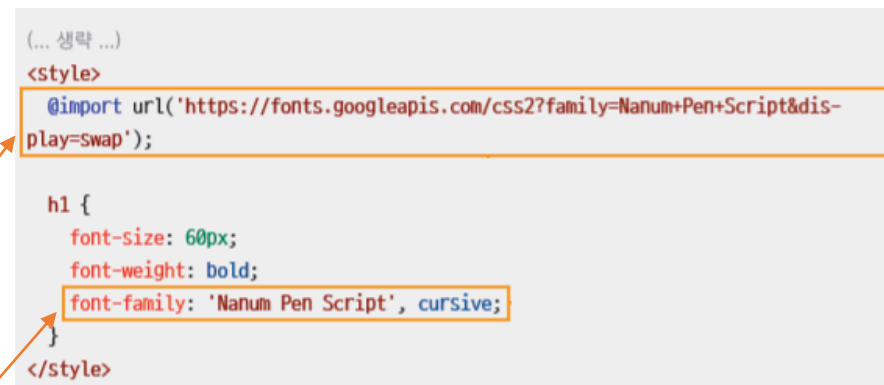 (... 생략 ...)
<style>
@import url('https://fonts.googleapis.com/css2?family=Nanum+Pen+Script&dis-
play=swap');
h1 {
font-size: 60px;
font-weight: bold;
font-family: 'Nanum Pen Script', cursive;
}
</style>